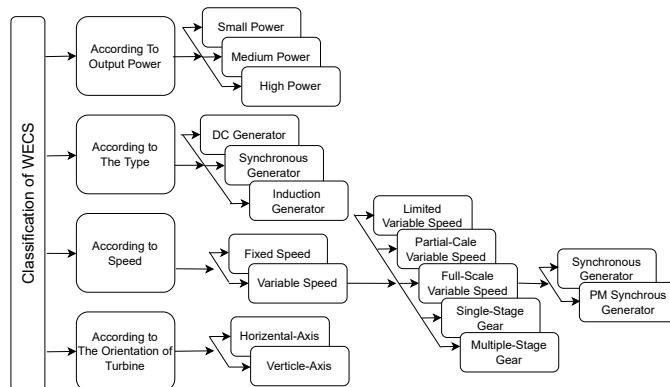 Classification of WECS
According To
Output Power
Small Power
Medium Power
High Power
According to
The Type
DC Generator
Synchronous
Generator
Induction
Generator
According to
Speed
Fixed Speed
Variable Speed
Limited
Variable Speed
Partial-Cale
Variable Speed
Full-Scale
Variable Speed
Single-Stage
Gear
Multiple-Stage
Gear
Synchronous
Generator
PM Synchrous
Generator
According to
The Orientation of
Turbine
Horizental-Axis
Verticle-Axis